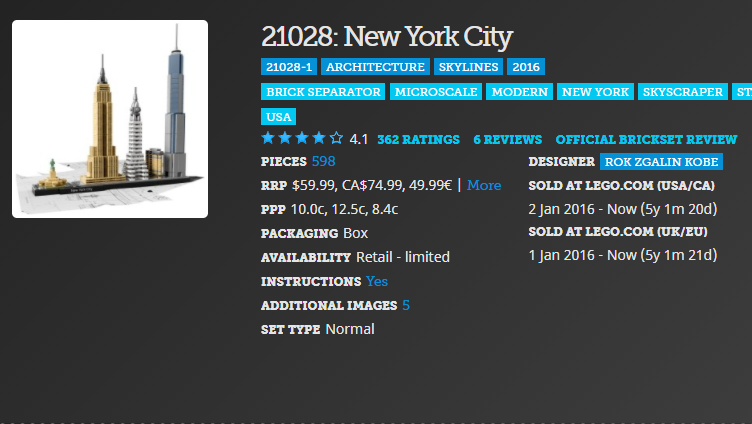 21028: New York City
21028-1 ARCHITECTURE SKYLINES 2016
BRICK SEPARATOR MICROSCALE MODERN NEW YORK SKYSCRAPER
USA
4.1 362 RATINGS 6 REVIEWS OFFICIAL BRICKSET REVIEW
PIECES 598
RRP $59.99, CA$74.99, 49.99€ | More
PPP 10.0c, 12.5c, 8.4c
PACKAGING Box
AVAILABILITY Retail - limited
INSTRUCTIONS Yes
ADDITIONAL IMAGES 5
SET TYPE Normal
DESIGNER ROK ZGALIN KOBE
SOLD AT LEGO.COM (USA/CA)
2 Jan 2016 - Now (5y 1m 20d)
SOLD AT LEGO.COM (UK/EU)
1 Jan 2016 - Now (5y 1m 21d)